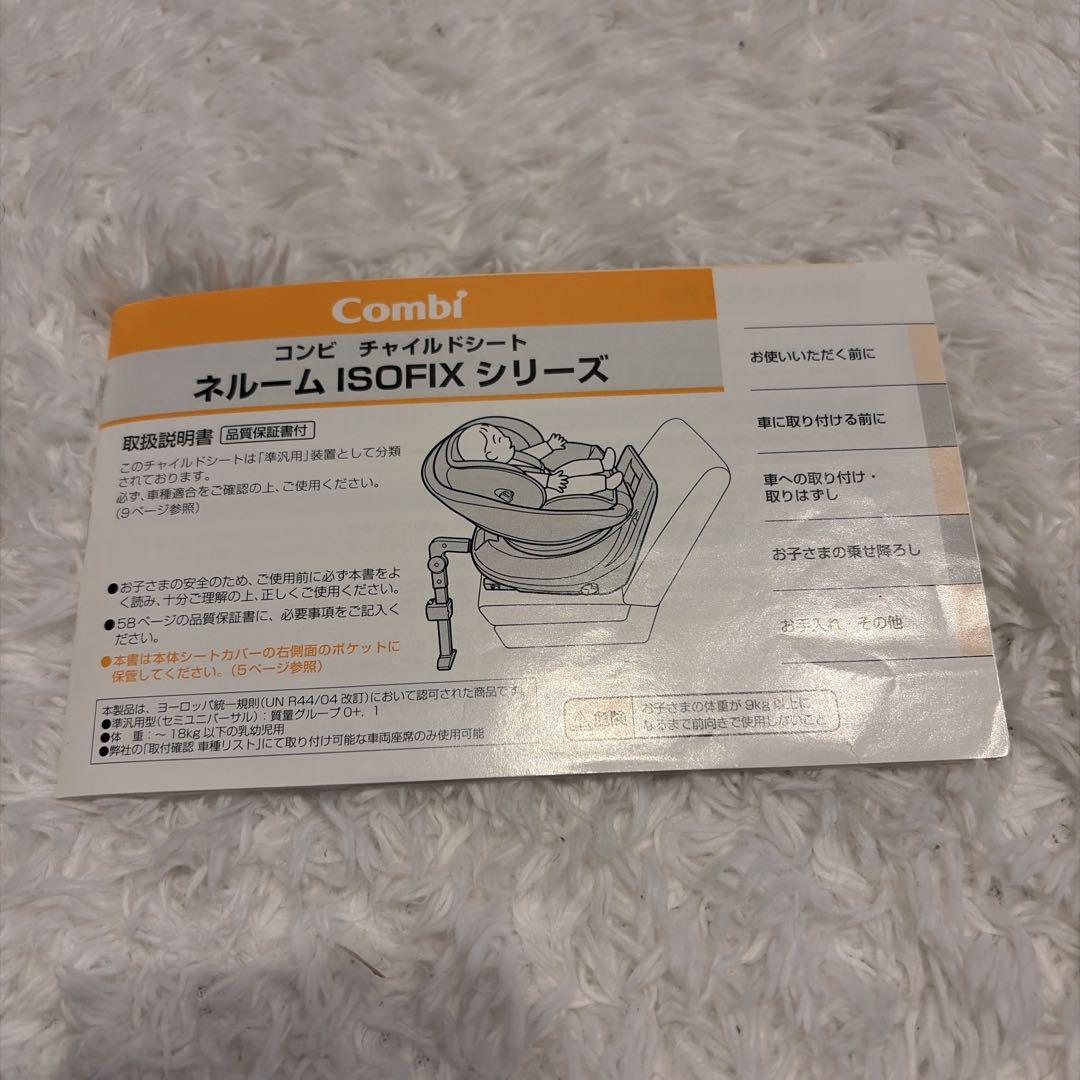 Combi
コンビ チャイルドシート
ネルーム ISOFIX シリーズ
取扱説明書 品質保証書付
このチャイルドシートは「準汎用」装置として分類
されております。
必ず、車種適合をご確認の上、ご使用ください。
(9ページ参照)
●お子さまの安全のため、ご使用前に必ず本書をよ
く読み、十分ご理解の上、正しくご使用ください。
●58ページの品質保証書に、必要事項をご記入く
ださい。
●本書は本体シートカバーの右側面のポケットに
保管してください。(5ページ参照)
本製品は、ヨーロッパ統一規則(UN R44/04 改訂)において認可された商品です。
●準汎用型(セミユニバーサル):質量グループ0+, 1
●体 重:〜18kg以下の乳幼児用
●弊社の「取付確認 車種リスト」にて取り付け可能な車両座席のみ使用可能
⚠危険
お子さまの体重が9kg以上に
なるまで前向きで使用しないこと
お使いいただく前に
車に取り付ける前に
車への取り付け・
取りはずし
お子さまの乗せ降ろし
お手入れ その他